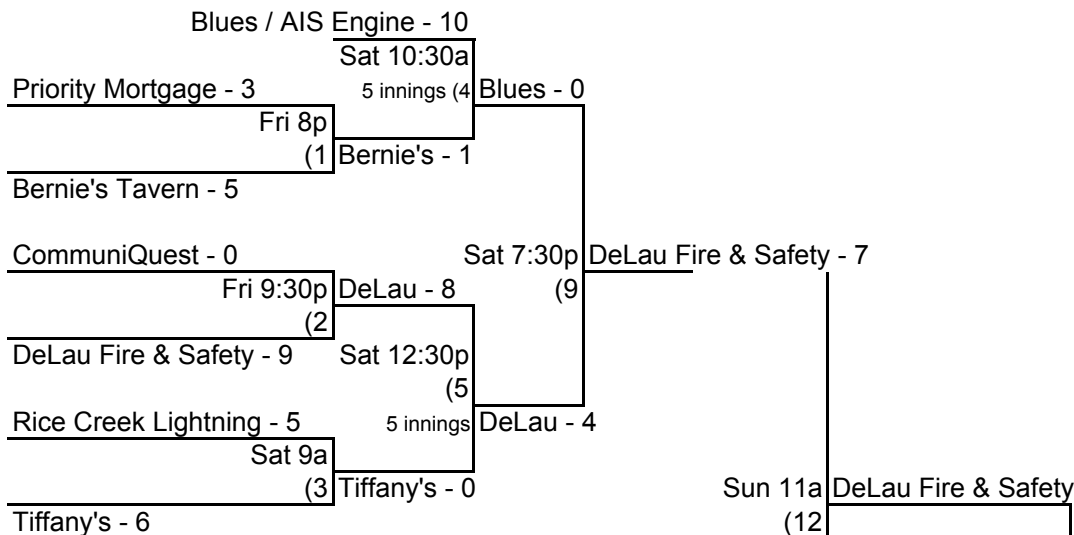 Blues / AIS Engine - 10
Sat 10:30a
Priority Mortgage - 3
5 innings (4
Blues - 0
Fri 8p
(1
Bernie's - 1
Bernie's Tavern - 5
CommuniQuest - 0
Sat 7:30p
DeLau Fire & Safety - 7
Fri 9:30p
DeLau - 8
(9
(2
DeLau Fire & Safety - 9
Sat 12:30p
(5
Rice Creek Lightning - 5
5 innings
DeLau - 4
Sat 9a
(3
Tiffany's - 0
Sun 11a
DeLau Fire & Safety
Tiffany's - 6
(12